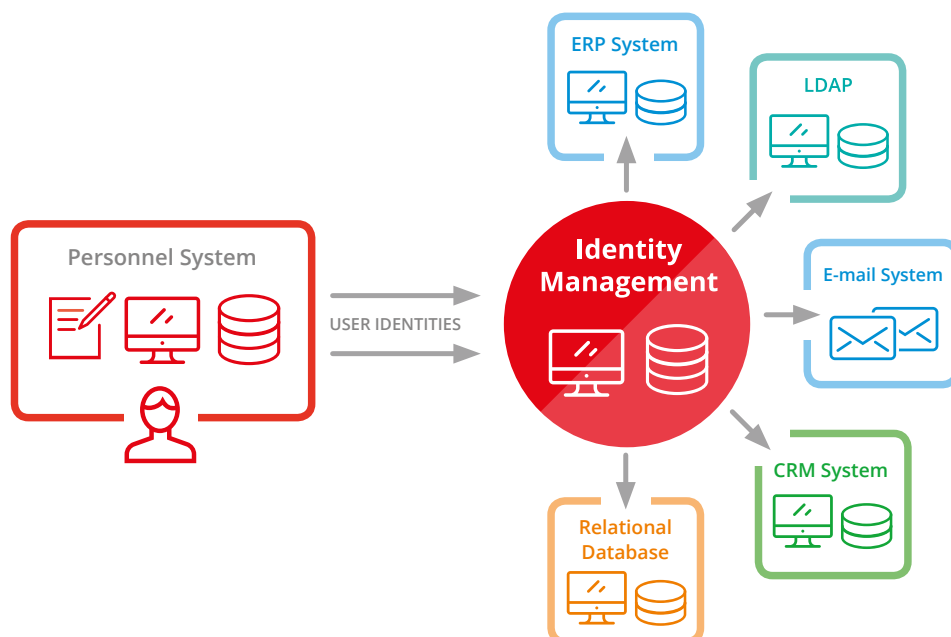 ERP System
LDAP
Personnel System
Identity
Management
E-mail System
USER IDENTITIES
CRM System
Relational
Database